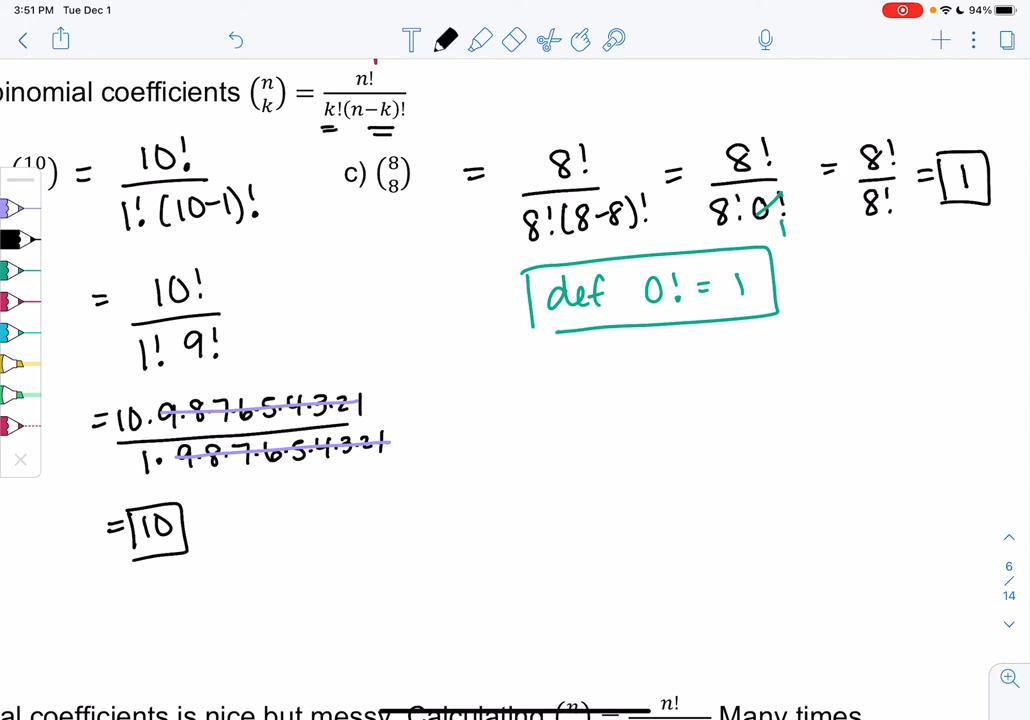 3:51 PM Tue Dec 1
94%
inomial coefficients (n k) = n! / k!(n−k)!
(10 = 10! / 1!·(10−1)!
= 10! / 1! 9!
= 10·9·8·7·6·5·4·3·2·1 / 1·9·8·7·6·5·4·3·2·1
= 10
c) (8 8) = 8! / 8!(8−8)! = 8! / 8! 0! = 8! / 8! = 1
1
def 0! = 1
6
/
14
al coefficients is nice but messy. Calculating (n = n! Many times